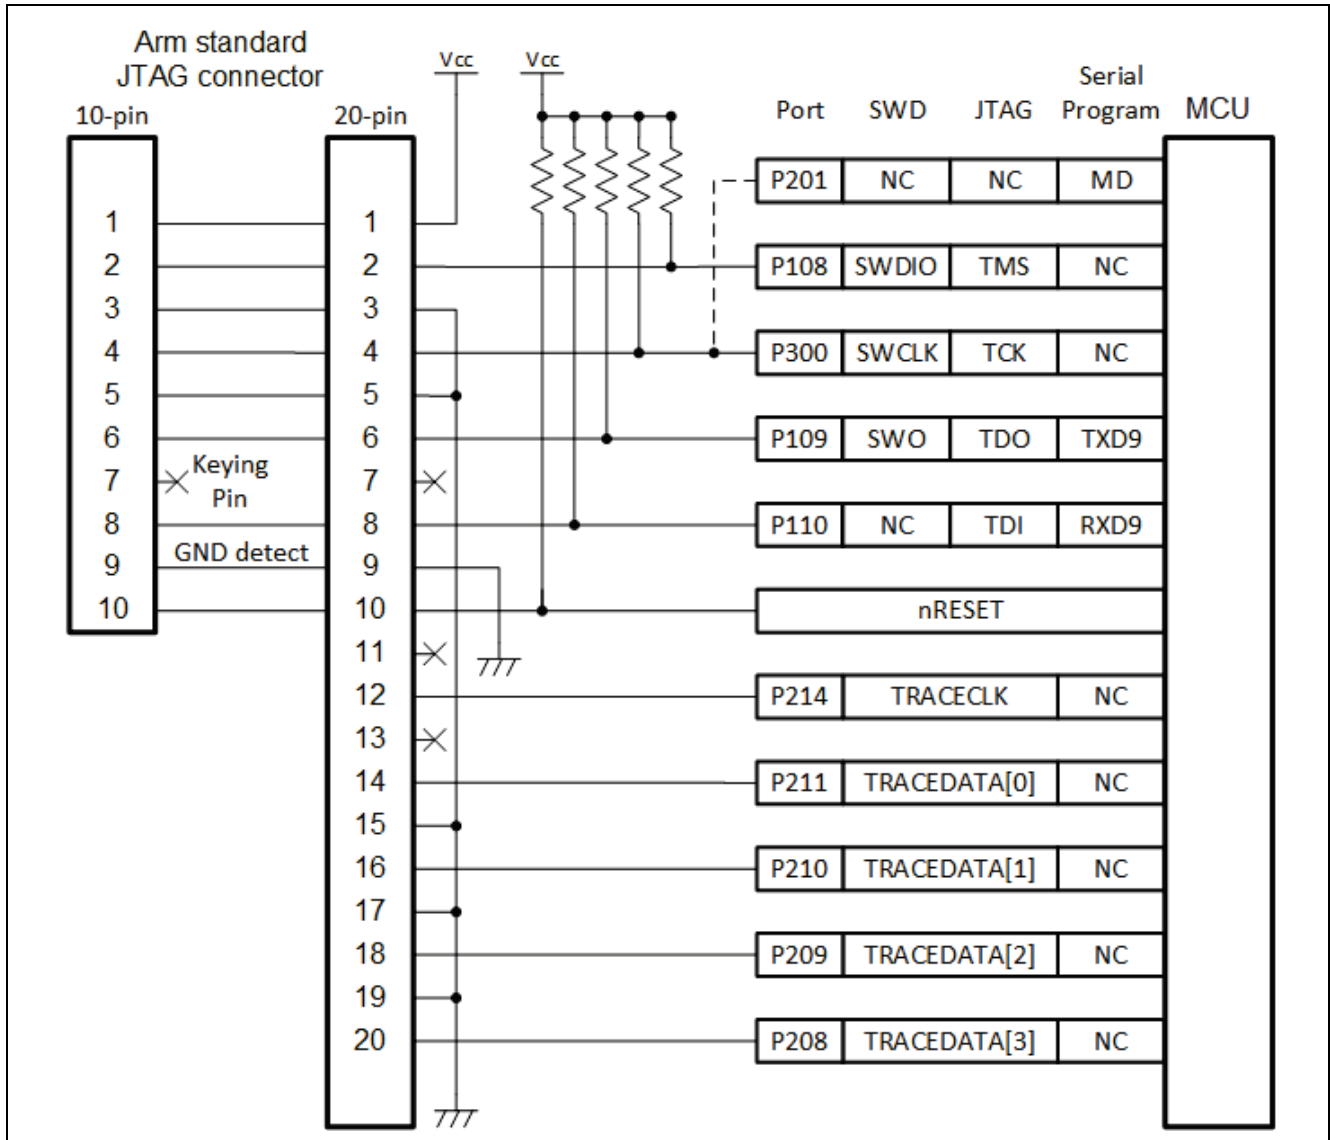 Arm standard
JTAG connector
10-pin
20-pin
Vcc
Vcc
Port SWD JTAG Serial Program MCU
P201 NC NC MD
1 1
2 2 P108 SWDIO TMS NC
3 3
4 4 P300 SWCLK TCK NC
5 5
6 6 P109 SWO TDO TXD9
7 Keying Pin 7
8 8 P110 NC TDI RXD9
9 GND detect 9
10 10 nRESET
11
12 P214 TRACECLK NC
13
14 P211 TRACEDATA[0] NC
15
16 P210 TRACEDATA[1] NC
17
18 P209 TRACEDATA[2] NC
19
20 P208 TRACEDATA[3] NC